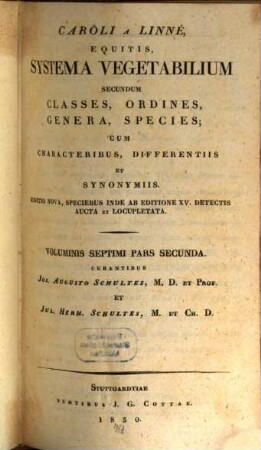 CAROLI A LINNÉ,
EQUITIS,
SYSTEMA VEGETABILIUM
SECUNDUM
CLASSES, ORDINES,
GENERA, SPECIES;
CUM
CHARACTERIBUS, DIFFERENTIIS
ET
SYNONYMIIS.
EDITIO NOVA, SPECIEBUS INDE AB EDITIONE XV. DETECTIS
AUCTA ET LOCUPLETATA.
VOLUMINIS SEPTIMI PARS SECUNDA.
CURANTIBUS
JOS. AUGUSTO SCHULTES, M. D. ET PROF.
ET
JUL. HERM. SCHULTES, M. ET CH. D.
STUTTGARDTIAE
SUMTIBUS J. G. COTTAE.
1830.